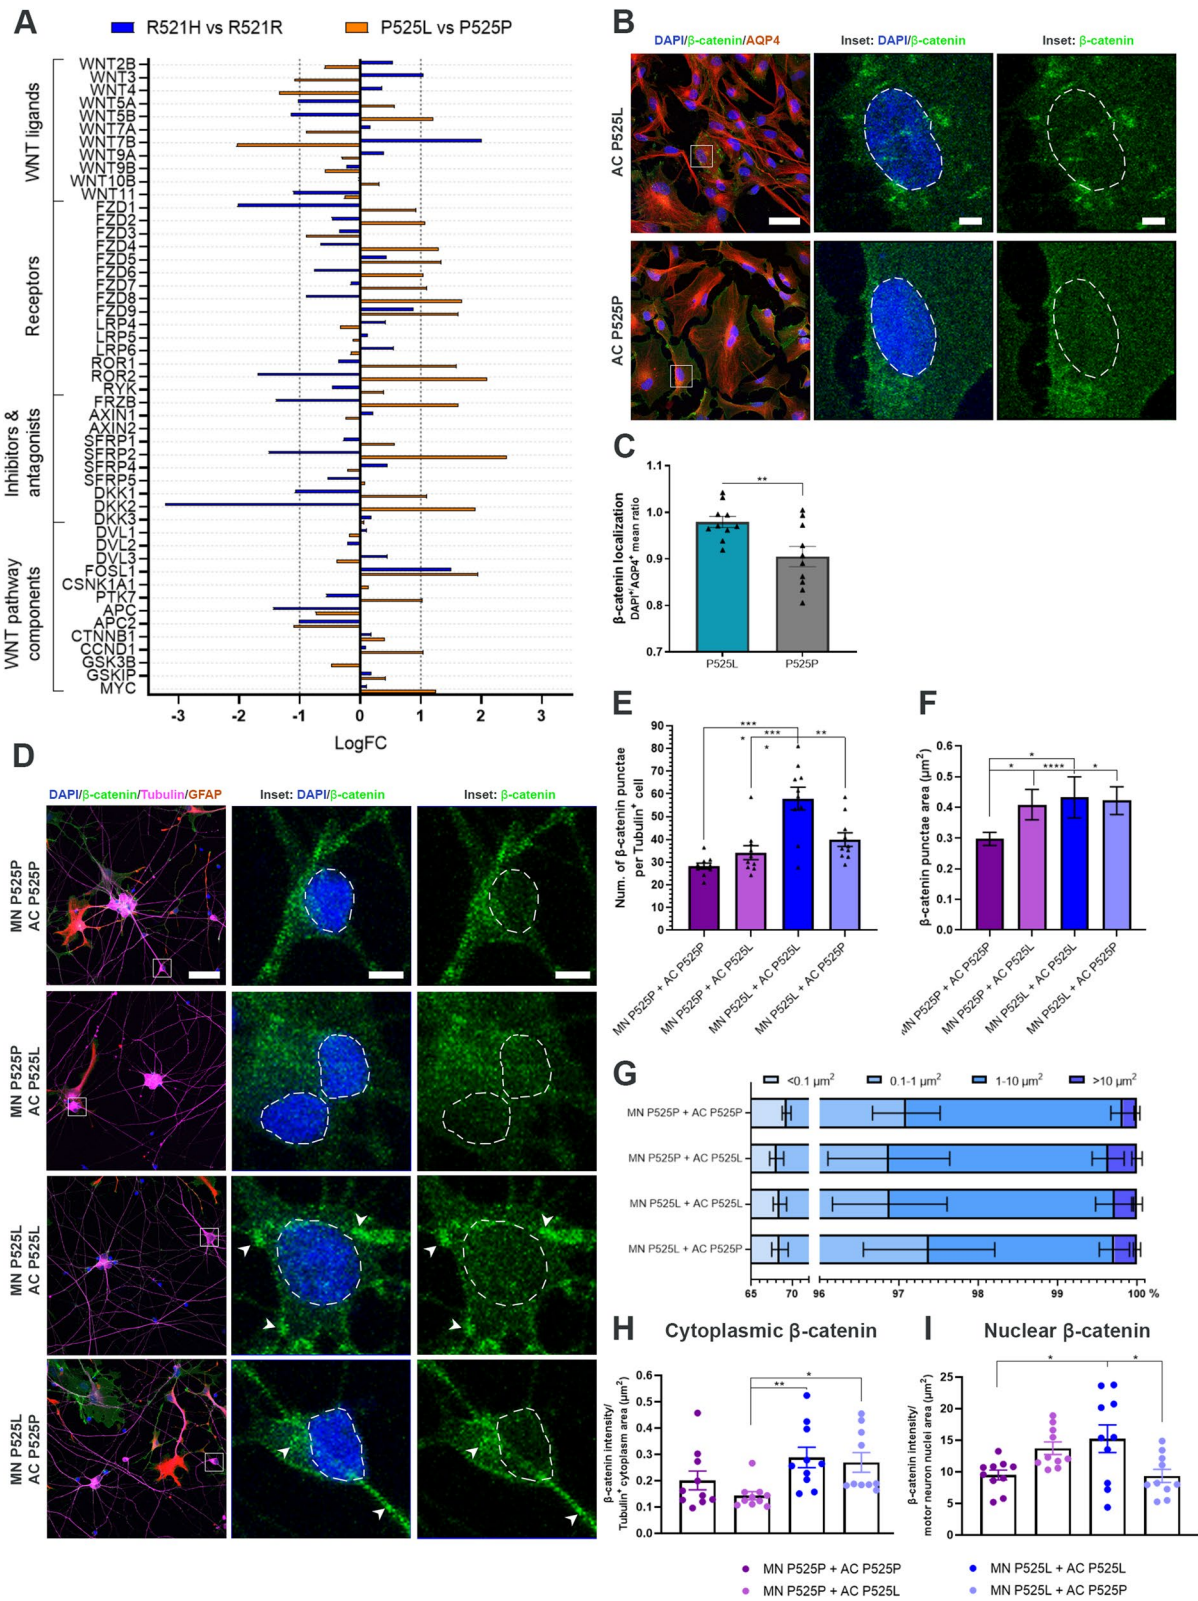 A
R521H vs R521R
P525L vs P525P
WNT ligands
WNT2B
WNT3
WNT4
WNT5A
WNT5B
WNT7A
WNT7B
WNT9A
WNT9B
WNT10B
WNT11
Receptors
FZD1
FZD2
FZD3
FZD4
FZD5
FZD6
FZD7
FZD8
FZD9
LRP4
LRP5
LRP6
ROR1
ROR2
RYK
Inhibitors &
antagonists
FRZB
AXIN1
AXIN2
SFRP1
SFRP2
SFRP4
SFRP5
DKK1
DKK2
DKK3
WNT pathway
components
DVL1
DVL2
DVL3
FOSL1
CSNK1A1
PTK7
APC
APC2
CTNNB1
CCND1
GSK3B
GSKIP
MYC
-3 -2 -1 0 1 2 3
LogFC
B
DAPI/β-catenin/AQP4
Inset: DAPI/β-catenin
Inset: β-catenin
AC P525L
AC P525P
C
β-catenin localization
DAPI⁺/AQP4⁺ mean ratio
1.1
1.0
0.9
0.8
0.7
**
P525L
P525P
D
DAPI/β-catenin/Tubulin/GFAP
Inset: DAPI/β-catenin
Inset: β-catenin
MN P525P
AC P525P
MN P525P
AC P525L
MN P525L
AC P525L
MN P525L
AC P525P
E
Num. of β-catenin punctae
per Tubulin⁺ cell
90
80
70
60
50
40
30
20
10
0
***
* *** **
*
MN P525P + AC P525P
MN P525P + AC P525L
MN P525L + AC P525L
MN P525L + AC P525P
F
β-catenin punctae area (μm²)
0.6
0.5
0.4
0.3
0.2
0.1
0.0
*
* **** *
MN P525P + AC P525P
MN P525P + AC P525L
MN P525L + AC P525L
MN P525L + AC P525P
G
<0.1 μm²
0.1-1 μm²
1-10 μm²
>10 μm²
MN P525P + AC P525P
MN P525P + AC P525L
MN P525L + AC P525L
MN P525L + AC P525P
65 70 96 97 98 99 100 %
H
Cytoplasmic β-catenin
β-catenin intensity/
Tubulin⁺ cytoplasm area (μm²)
0.6
0.5
0.4
0.3
0.2
0.1
0.0
*
**
I
Nuclear β-catenin
β-catenin intensity/
motor neuron nuclei area (μm²)
25
20
15
10
5
0
* *
MN P525P + AC P525P
MN P525L + AC P525L
MN P525P + AC P525L
MN P525L + AC P525P